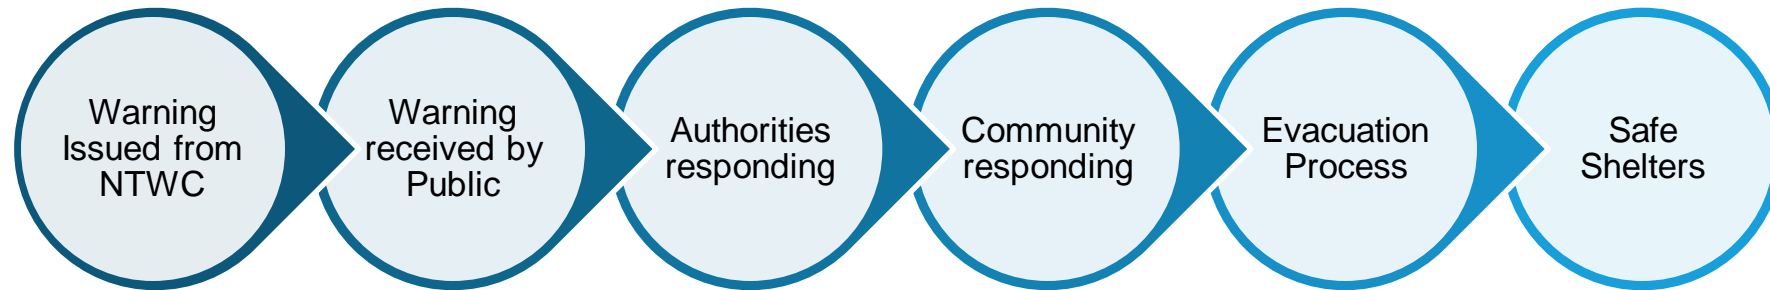 Warning
Issued from
NTWC
Warning
received by
Public
Authorities
responding
Community
responding
Evacuation
Process
Safe
Shelters